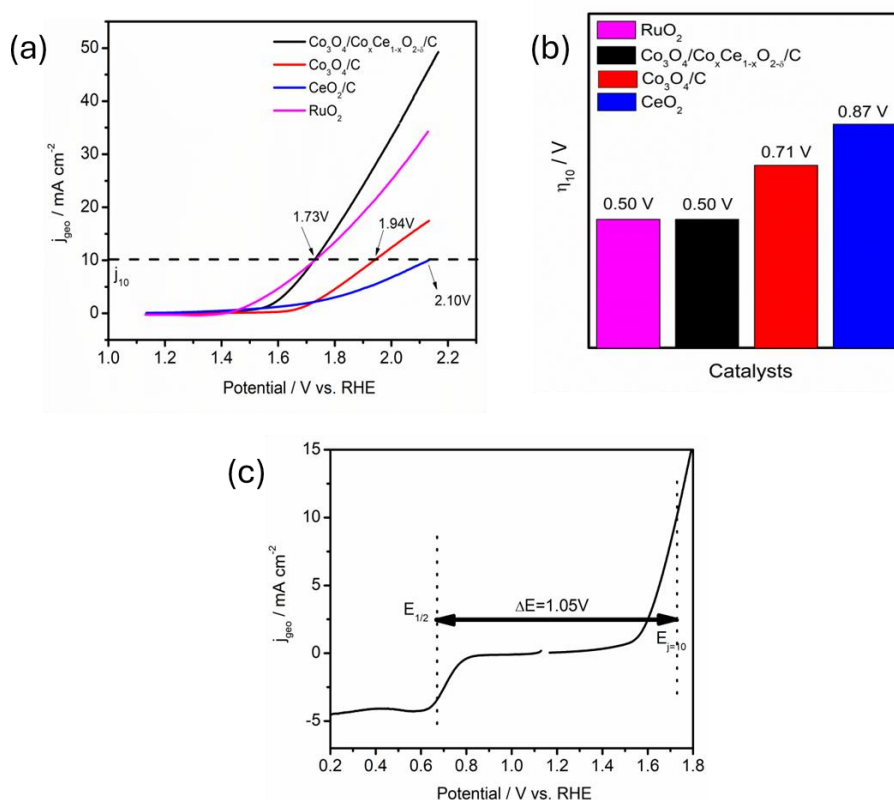 (a)
Co₃O₄/CoₓCe₁₋ₓO₂₋δ/C
Co₃O₄/C
CeO₂/C
RuO₂
50
40
30
20
10
0
j_geo / mA cm⁻²
1.73V
1.94V
j₁₀
2.10V
1.0 1.2 1.4 1.6 1.8 2.0 2.2
Potential / V vs. RHE
(b)
RuO₂
Co₃O₄/CoₓCe₁₋ₓO₂₋δ/C
Co₃O₄/C
CeO₂
0.87 V
0.71 V
0.50 V 0.50 V
η₁₀ / V
Catalysts
(c)
15
10
5
0
-5
j_geo / mA cm⁻²
E₁/₂
ΔE=1.05V
E_j=10
0.2 0.4 0.6 0.8 1.0 1.2 1.4 1.6 1.8
Potential / V vs. RHE